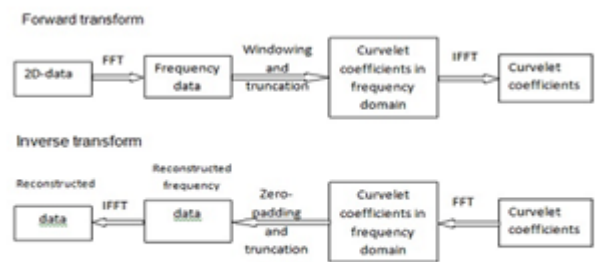 Forward transform
2D-data
FFT
Frequency
data
Windowing
and
truncation
Curvelet
coefficients in
frequency
domain
IFFT
Curvelet
coefficients
Inverse transform
Reconstructed
data
IFFT
Reconstructed
frequency
data
Zero-
padding
and
truncation
Curvelet
coefficients in
frequency
domain
FFT
Curvelet
coefficients